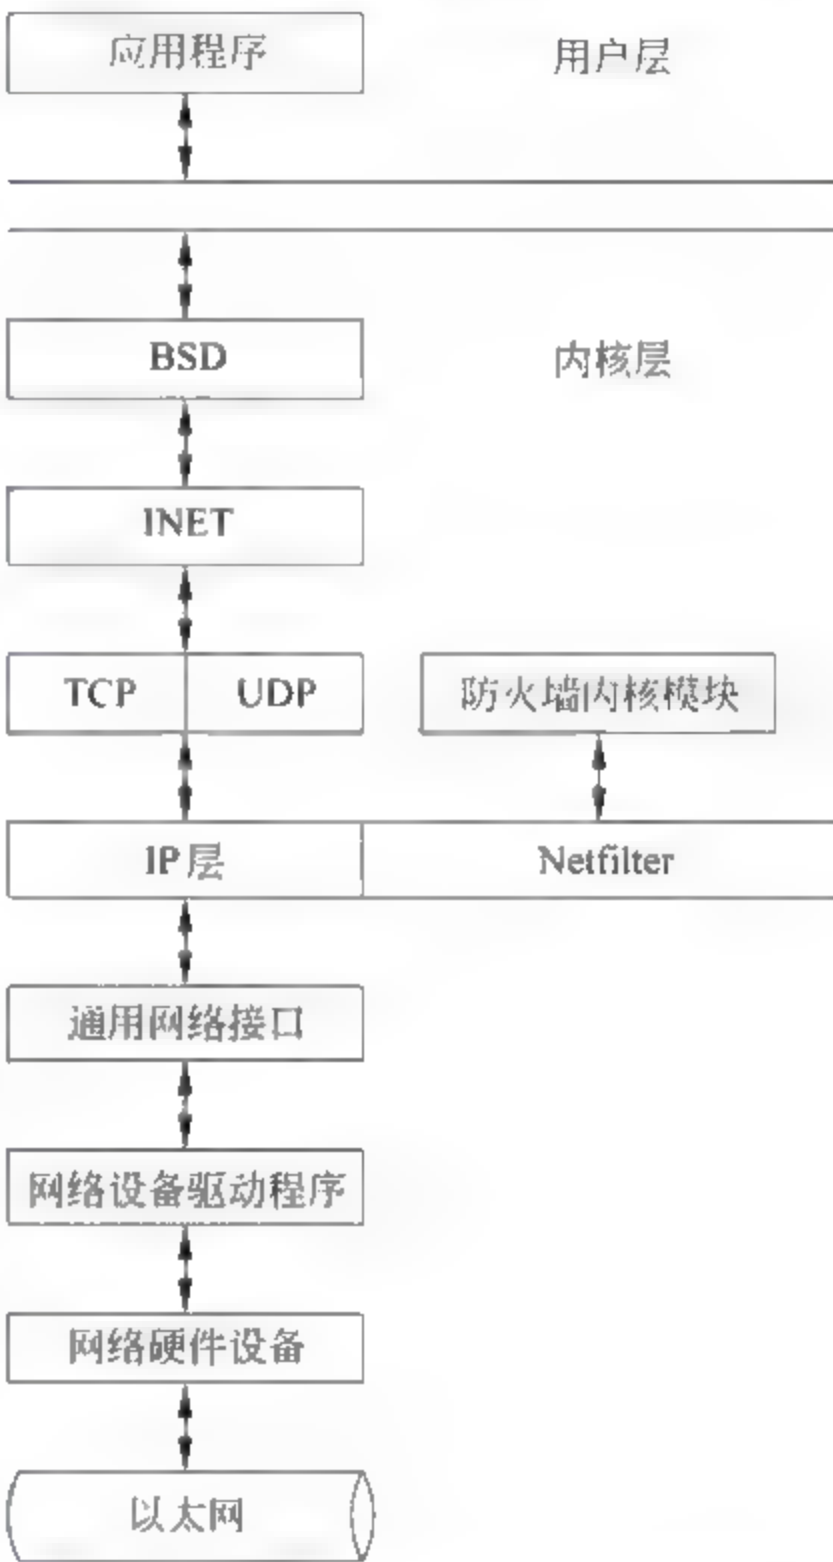 应用程序
用户层
BSD
内核层
INET
TCP
UDP
防火墙内核模块
IP层
Netfilter
通用网络接口
网络设备驱动程序
网络硬件设备
以太网